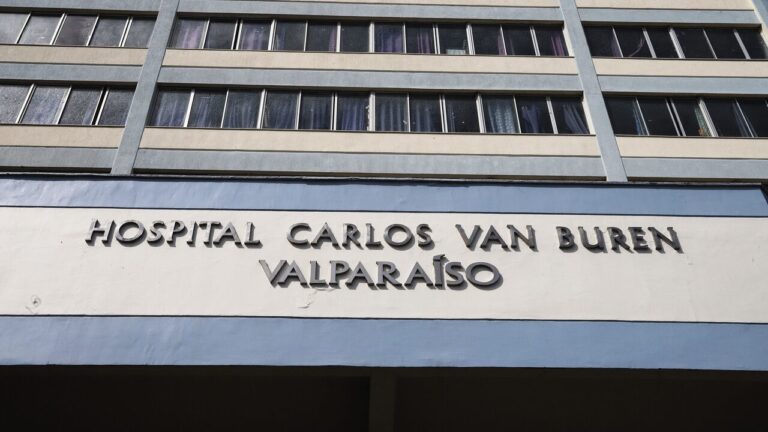 HOSPITAL CARLOS VAN BUREN
VALPARAÍSO